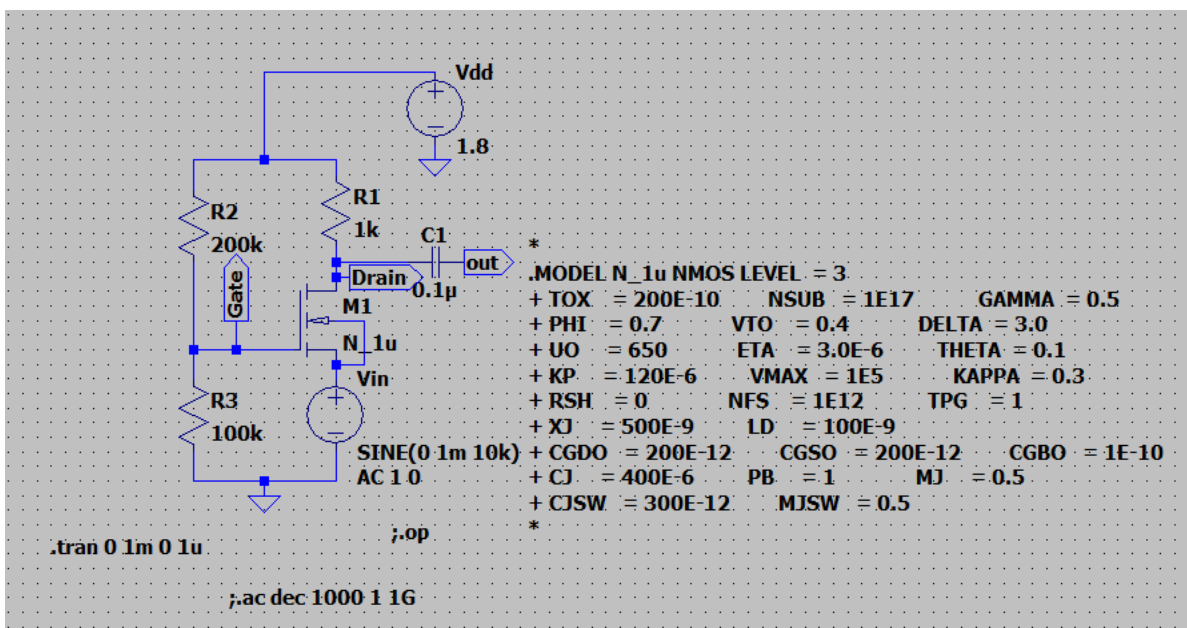 Vdd
1.8
R1
1k
R2
200k
C1
0.1µ
out
Drain
Gate
M1
N_1u
Vin
SINE(0 1m 10k)
AC 1 0
R3
100k
;.op
.tran 0 1m 0 1u
;.ac dec 1000 1 1G
*
.MODEL N_1u NMOS LEVEL = 3
+ TOX = 200E-10 NSUB = 1E17 GAMMA = 0.5
+ PHI = 0.7 VTO = 0.4 DELTA = 3.0
+ UO = 650 ETA = 3.0E-6 THETA = 0.1
+ KP = 120E-6 VMAX = 1E5 KAPPA = 0.3
+ RSH = 0 NFS = 1E12 TPG = 1
+ XJ = 500E-9 LD = 100E-9
+ CGDO = 200E-12 CGSO = 200E-12 CGBO = 1E-10
+ CJ = 400E-6 PB = 1 MJ = 0.5
+ CJSW = 300E-12 MJSW = 0.5
*